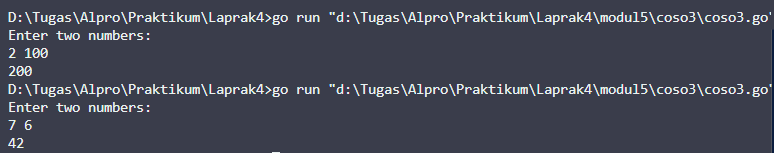 D:\Tugas\Alpro\Praktikum\Laprak4>go run "d:\Tugas\Alpro\Praktikum\Laprak4\modul5\coso3\coso3.go"
Enter two numbers:
2 100
200
D:\Tugas\Alpro\Praktikum\Laprak4>go run "d:\Tugas\Alpro\Praktikum\Laprak4\modul5\coso3\coso3.go"
Enter two numbers:
7 6
42